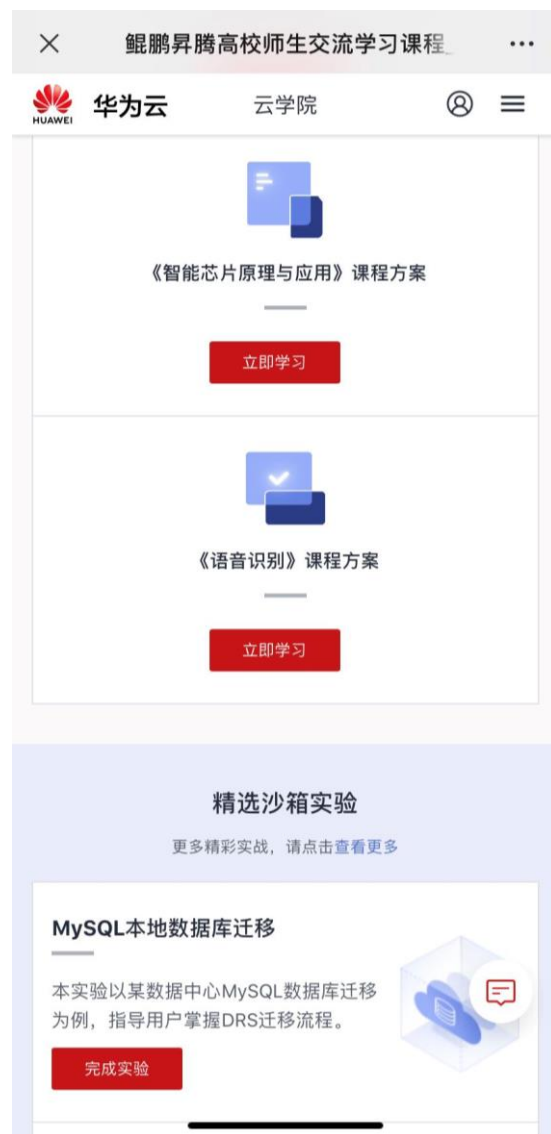 鲲鹏昇腾高校师生交流学习课程_
HUAWEI
华为云
云学院
《智能芯片原理与应用》课程方案
立即学习
《语音识别》课程方案
立即学习
精选沙箱实验
更多精彩实战，请点击查看更多
MySQL本地数据库迁移
本实验以某数据中心MySQL数据库迁移
为例，指导用户掌握DRS迁移流程。
完成实验